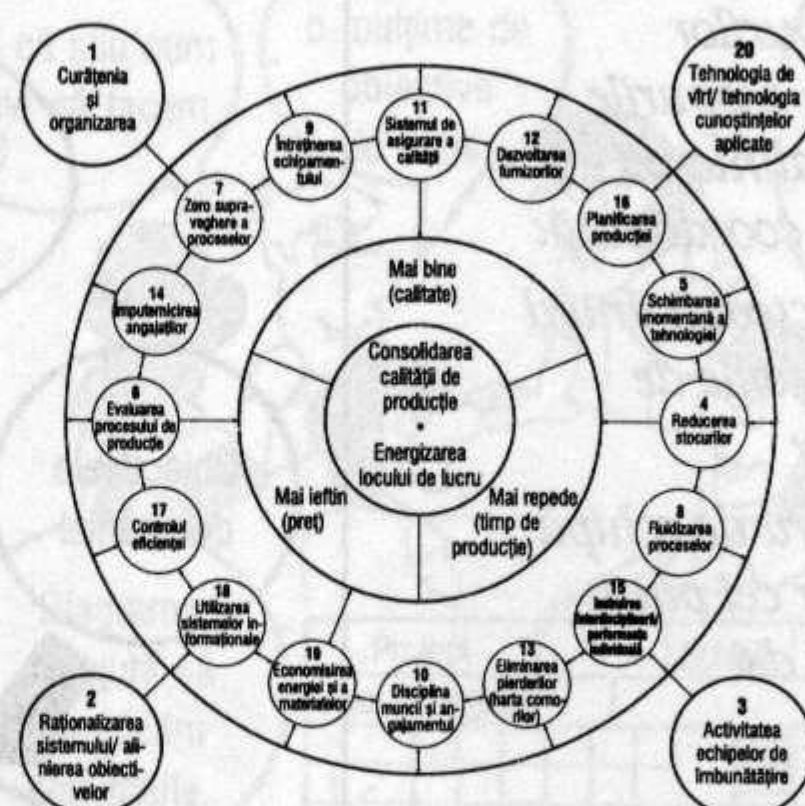 1
Curățenia
și
organizarea
20
Tehnologia de
vîrf/ tehnologia
cunoștințelor
aplicate
11
Sistemul de
asigurare a
calității
9
Întreținerea
echipamen-
tului
12
Dezvoltarea
furnizorilor
7
Zero supra-
veghere a
proceselor
16
Planificarea
producției
14
Împuternicirea
angajaților
5
Schimbarea
momentană a
tehnologiei
6
Evaluarea
procesului de
producție
4
Reducerea
stocurilor
17
Controlul
eficienței
8
Fluidizarea
proceselor
18
Utilizarea
sistemelor in-
formaționale
15
Instruirea
interdisciplinară/
performanța
individuală
19
Economisirea
energiei și a
materialelor
10
Disciplina
muncii și an-
gajamentul
13
Eliminarea
pierderilor
(harta como-
rilor)
Mai bine
(calitate)
Consolidarea
calității de
producție
•
Energizarea
locului de lucru
Mai ieftin
(preț)
Mai repede
(timp de
producție)
2
Raționalizarea
sistemului/ ali-
nierea obiecti-
velor
3
Activitatea
echipelor de
îmbunătățire